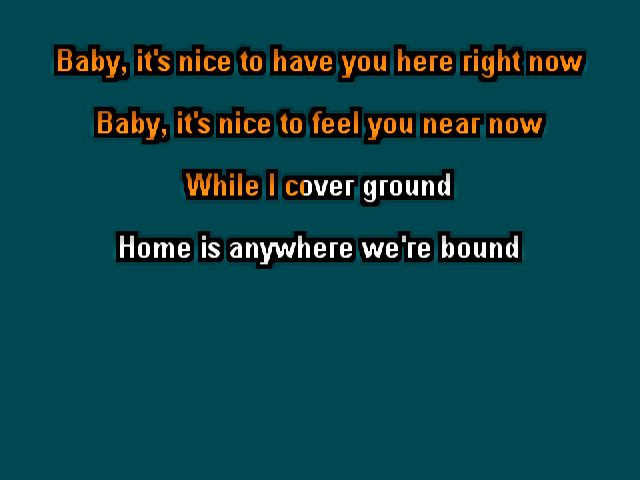 Baby, it's nice to have you here right now
Baby, it's nice to feel you near now
While I cover ground
Home is anywhere we're bound